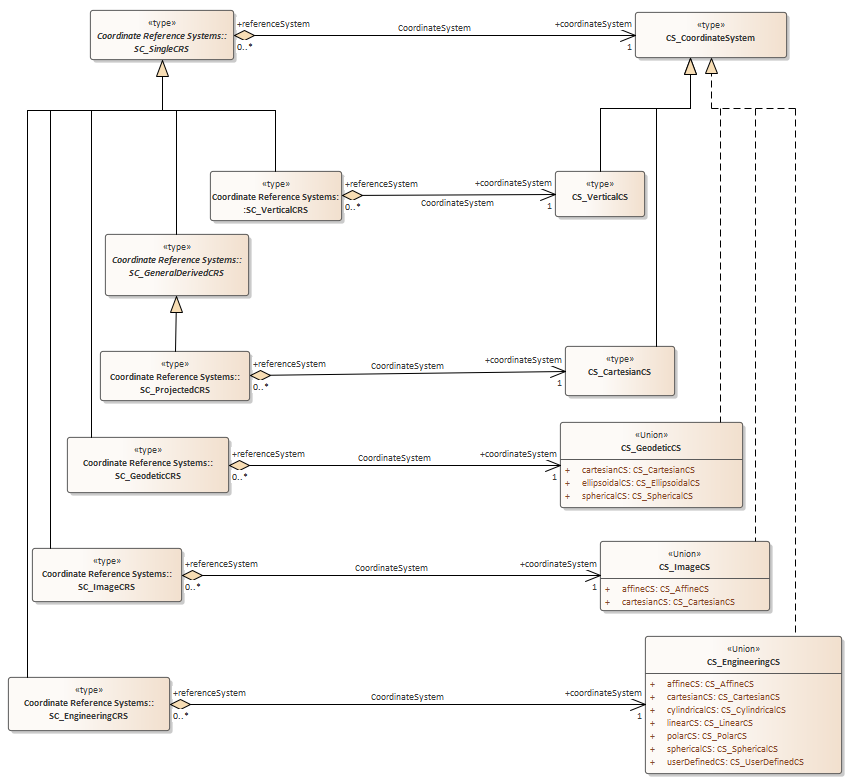 «type»
Coordinate Reference Systems::
SC_SingleCRS
+referenceSystem
0..*
CoordinateSystem
+coordinateSystem
1
«type»
CS_CoordinateSystem
«type»
Coordinate Reference Systems:
:SC_VerticalCRS
+referenceSystem
0..*
CoordinateSystem
+coordinateSystem
1
«type»
CS_VerticalCS
«type»
Coordinate Reference Systems::
SC_GeneralDerivedCRS
«type»
Coordinate Reference Systems::
SC_ProjectedCRS
+referenceSystem
0..*
CoordinateSystem
+coordinateSystem
1
«type»
CS_CartesianCS
«type»
Coordinate Reference Systems::
SC_GeodeticCRS
+referenceSystem
0..*
CoordinateSystem
+coordinateSystem
1
«Union»
CS_GeodeticCS
+ cartesianCS: CS_CartesianCS
+ ellipsoidalCS: CS_EllipsoidalCS
+ sphericalCS: CS_SphericalCS
«type»
Coordinate Reference Systems::
SC_ImageCRS
+referenceSystem
0..*
CoordinateSystem
+coordinateSystem
1
«Union»
CS_ImageCS
+ affineCS: CS_AffineCS
+ cartesianCS: CS_CartesianCS
«type»
Coordinate Reference Systems::
SC_EngineeringCRS
+referenceSystem
0..*
CoordinateSystem
+coordinateSystem
1
«Union»
CS_EngineeringCS
+ affineCS: CS_AffineCS
+ cartesianCS: CS_CartesianCS
+ cylindricalCS: CS_CylindricalCS
+ linearCS: CS_LinearCS
+ polarCS: CS_PolarCS
+ sphericalCS: CS_SphericalCS
+ userDefinedCS: CS_UserDefinedCS